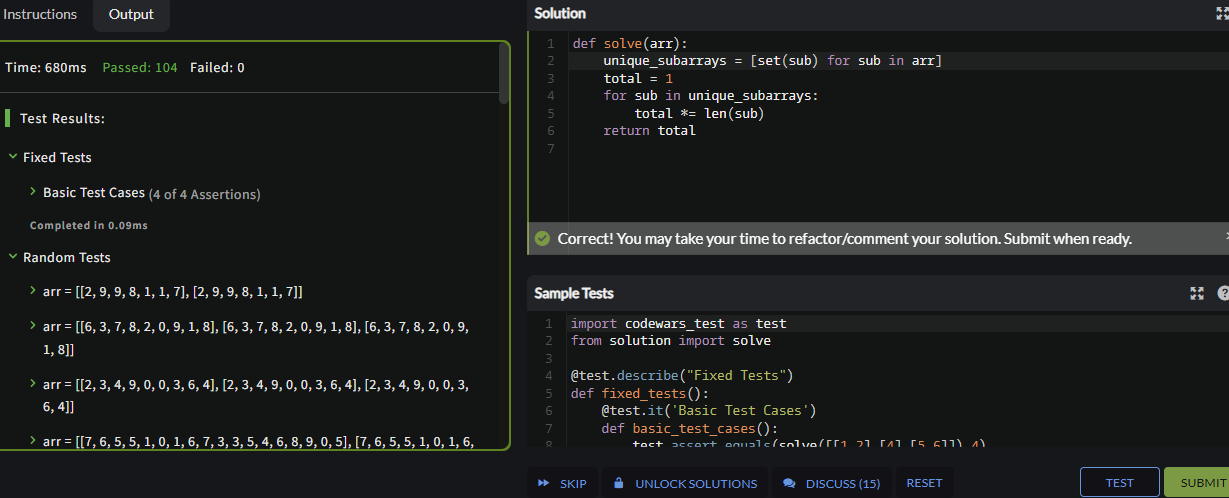 Instructions
Output
Time: 680ms Passed: 104 Failed: 0
Test Results:
Fixed Tests
Basic Test Cases (4 of 4 Assertions)
Completed in 0.09ms
Random Tests
arr = [[2, 9, 9, 8, 1, 1, 7], [2, 9, 9, 8, 1, 1, 7]]
arr = [[6, 3, 7, 8, 2, 0, 9, 1, 8], [6, 3, 7, 8, 2, 0, 9, 1, 8], [6, 3, 7, 8, 2, 0, 9,
1, 8]]
arr = [[2, 3, 4, 9, 0, 0, 3, 6, 4], [2, 3, 4, 9, 0, 0, 3, 6, 4], [2, 3, 4, 9, 0, 0, 3,
6, 4]]
arr = [[7, 6, 5, 5, 1, 0, 1, 6, 7, 3, 3, 5, 4, 6, 8, 9, 0, 5], [7, 6, 5, 5, 1, 0, 1, 6,
Solution
1 def solve(arr):
2 unique_subarrays = [set(sub) for sub in arr]
3 total = 1
4 for sub in unique_subarrays:
5 total *= len(sub)
6 return total
7
Correct! You may take your time to refactor/comment your solution. Submit when ready.
Sample Tests
1 import codewars_test as test
2 from solution import solve
3
4 @test.describe("Fixed Tests")
5 def fixed_tests():
6 @test.it('Basic Test Cases')
7 def basic_test_cases():
8 test.assert_equals(solve([[1,2],[4],[5,6]]),4)
SKIP
UNLOCK SOLUTIONS
DISCUSS (15)
RESET
TEST
SUBMIT